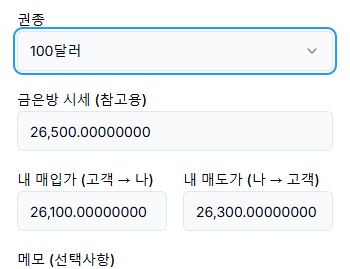 권종
100달러
금은방 시세 (참고용)
26,500.00000000
내 매입가 (고객 → 나)
내 매도가 (나 → 고객)
26,100.00000000
26,300.00000000
메모 (선택사항)